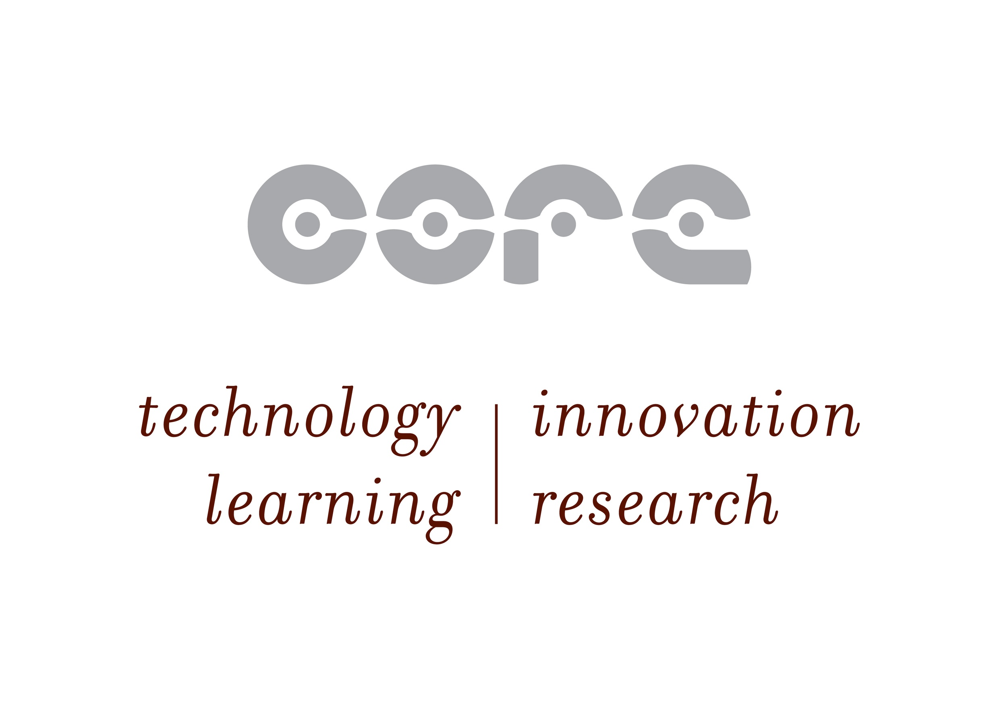 core
technology | innovation
learning | research